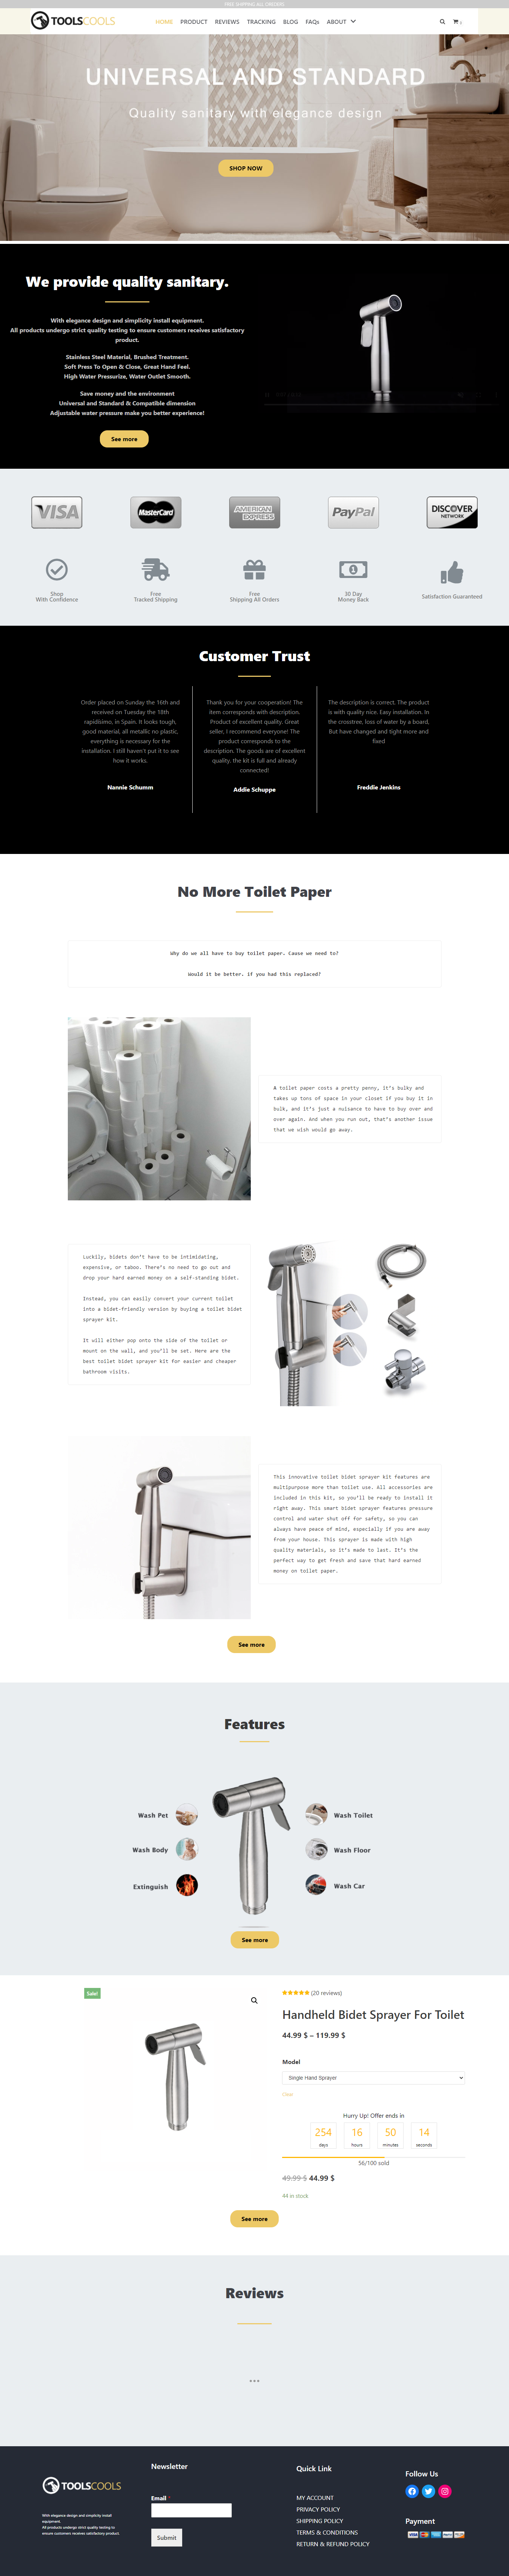 FREE SHIPPING ALL ORDERS
TOOLSCOOLS
HOME PRODUCT REVIEWS TRACKING BLOG FAQs ABOUT
UNIVERSAL AND STANDARD
Quality sanitary with elegance design
SHOP NOW
We provide quality sanitary.
With elegance design and simplicity install equipment.
All products undergo strict quality testing to ensure customers receives satisfactory
product.
Stainless Steel Material, Brushed Treatment.
Soft Press To Open & Close, Great Hand Feel.
High Water Pressurize, Water Outlet Smooth.
Save money and the environment
Universal and Standard & Compatible dimension
Adjustable water pressure make you better experience!
See more
VISA
MasterCard
AMERICAN EXPRESS
PayPal
DISCOVER NETWORK
Shop
With Confidence
Free
Tracked Shipping
Free
Shipping All Orders
30 Day
Money Back
Satisfaction Guaranteed
Customer Trust
Order placed on Sunday the 16th and
received on Tuesday the 18th
rapidísimo, in Spain. It looks tough,
good material, all metallic no plastic,
everything is necessary for the
installation. I still haven't put it to see
how it works.
Nannie Schumm
Thank you for your cooperation! The
item corresponds with description.
Product of excellent quality. Great
seller, I recommend everyone! The
product corresponds to the
description. The goods are of excellent
quality. the kit is full and already
connected!
Addie Schuppe
The description is correct. The product
is with quality nice. Easy installation. In
the crosstree, loss of water by a board,
But have changed and tight more and
fixed
Freddie Jenkins
No More Toilet Paper
Why do we all have to buy toilet paper. Cause we need to?
Would it be better. if you had this replaced?
A toilet paper costs a pretty penny, it's bulky and
takes up tons of space in your closet if you buy it in
bulk, and it's just a nuisance to have to buy over and
over again. And when you run out, that's another issue
that we wish would go away.
Luckily, bidets don't have to be intimidating,
expensive, or taboo. There's no need to go out and
drop your hard earned money on a self-standing bidet.
Instead, you can easily convert your current toilet
into a bidet-friendly version by buying a toilet bidet
sprayer kit.
It will either pop onto the side of the toilet or
mount on the wall, and you'll be set. Here are the
best toilet bidet sprayer kit for easier and cheaper
bathroom visits.
This innovative toilet bidet sprayer kit features are
multipurpose more than toilet use. All accessories are
included in this kit, so you'll be ready to install it
right away. This smart bidet sprayer features pressure
control and water shut off for safety, so you can
always have peace of mind, especially if you are away
from your house. This sprayer is made with high
quality materials, so it's made to last. It's the
perfect way to get fresh and save that hard earned
money on toilet paper.
See more
Features
Wash Pet
Wash Body
Extinguish
Wash Toilet
Wash Floor
Wash Car
See more
Sale!
(20 reviews)
Handheld Bidet Sprayer For Toilet
44.99 $ – 119.99 $
Model
Single Hand Sprayer
Clear
Hurry Up! Offer ends in
254 16 50 14
days hours minutes seconds
56/100 sold
49.99 $ 44.99 $
44 in stock
See more
Reviews
...
TOOLSCOOLS
With elegance design and simplicity install
equipment.
All products undergo strict quality testing to
ensure customers receives satisfactory product.
Newsletter
Email *
Submit
Quick Link
MY ACCOUNT
PRIVACY POLICY
SHIPPING POLICY
TERMS & CONDITIONS
RETURN & REFUND POLICY
Follow Us
Payment